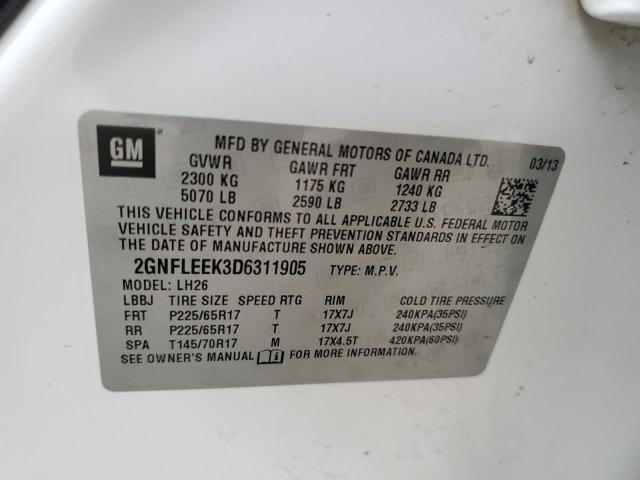 GM
MFD BY GENERAL MOTORS OF CANADA LTD. 03/13
GVWR GAWR FRT GAWR RR
2300 KG 1175 KG 1240 KG
5070 LB 2590 LB 2733 LB
THIS VEHICLE CONFORMS TO ALL APPLICABLE U.S. FEDERAL MOTOR
VEHICLE SAFETY AND THEFT PREVENTION STANDARDS IN EFFECT ON
THE DATE OF MANUFACTURE SHOWN ABOVE.
2GNFLEEK3D6311905 TYPE: M.P.V.
MODEL: LH26
LBBJ TIRE SIZE SPEED RTG RIM COLD TIRE PRESSURE
FRT P225/65R17 T 17X7J 240KPA(35PSI)
RR P225/65R17 T 17X7J 240KPA(35PSI)
SPA T145/70R17 M 17X4.5T 420KPA(60PSI)
SEE OWNER'S MANUAL FOR MORE INFORMATION.